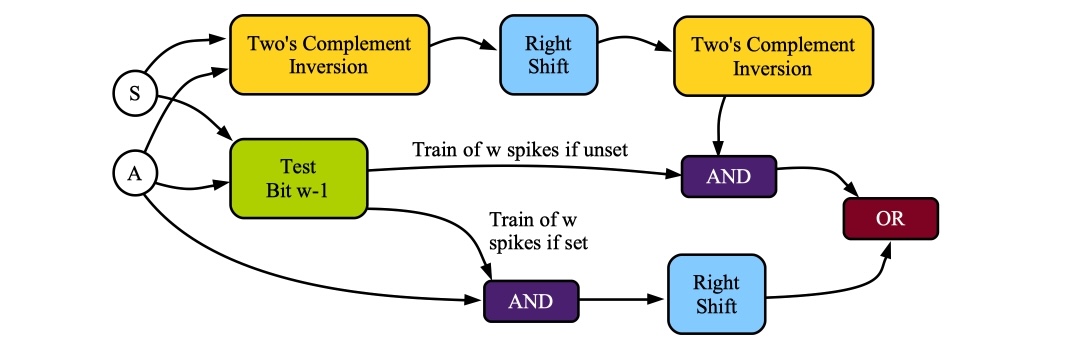 Two's Complement
Inversion
Right
Shift
Two's Complement
Inversion
S
A
Test
Bit w-1
Train of w spikes if unset
AND
OR
Train of w
spikes if set
AND
Right
Shift